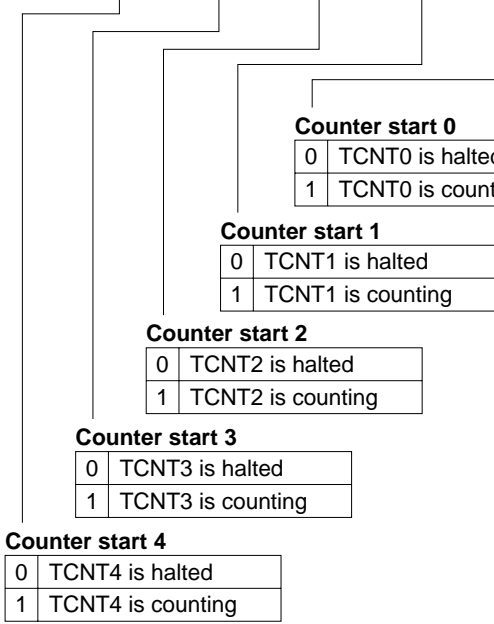 Counter start 0
0 TCNT0 is halted
1 TCNT0 is count
Counter start 1
0 TCNT1 is halted
1 TCNT1 is counting
Counter start 2
0 TCNT2 is halted
1 TCNT2 is counting
Counter start 3
0 TCNT3 is halted
1 TCNT3 is counting
Counter start 4
0 TCNT4 is halted
1 TCNT4 is counting